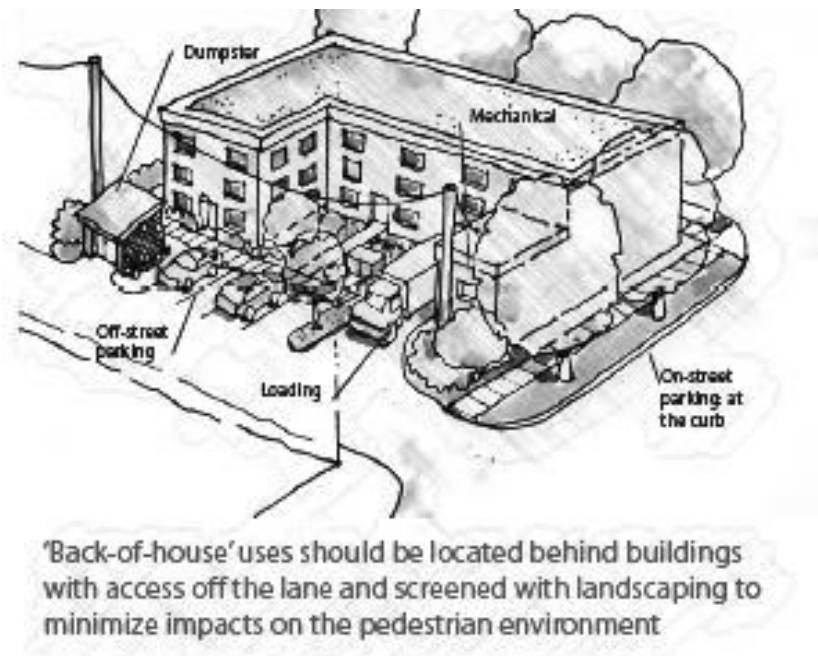 Dumpster
Mechanical
Off-street
parking
Loading
On-street
parking: at
the curb
'Back-of-house' uses should be located behind buildings
with access off the lane and screened with landscaping to
minimize impacts on the pedestrian environment